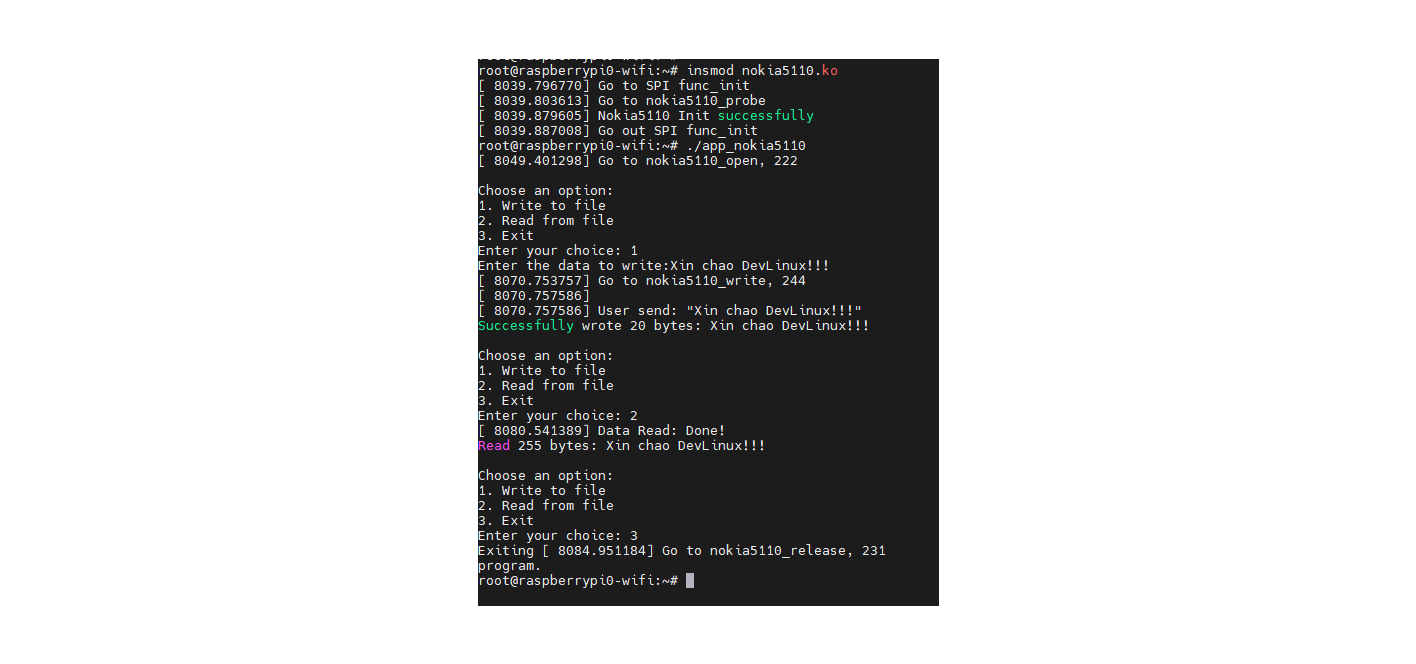 root@raspberrypi0-wifi:~# insmod nokia5110.ko
[ 8039.796770] Go to SPI func_init
[ 8039.803613] Go to nokia5110_probe
[ 8039.879605] Nokia5110 Init successfully
[ 8039.887008] Go out SPI func_init
root@raspberrypi0-wifi:~# ./app_nokia5110
[ 8049.401298] Go to nokia5110_open, 222
Choose an option:
1. Write to file
2. Read from file
3. Exit
Enter your choice: 1
Enter the data to write:Xin chao DevLinux!!!
[ 8070.753757] Go to nokia5110_write, 244
[ 8070.757586]
[ 8070.757586] User send: "Xin chao DevLinux!!!"
Successfully wrote 20 bytes: Xin chao DevLinux!!!
Choose an option:
1. Write to file
2. Read from file
3. Exit
Enter your choice: 2
[ 8080.541389] Data Read: Done!
Read 255 bytes: Xin chao DevLinux!!!
Choose an option:
1. Write to file
2. Read from file
3. Exit
Enter your choice: 3
Exiting [ 8084.951184] Go to nokia5110_release, 231
program.
root@raspberrypi0-wifi:~#